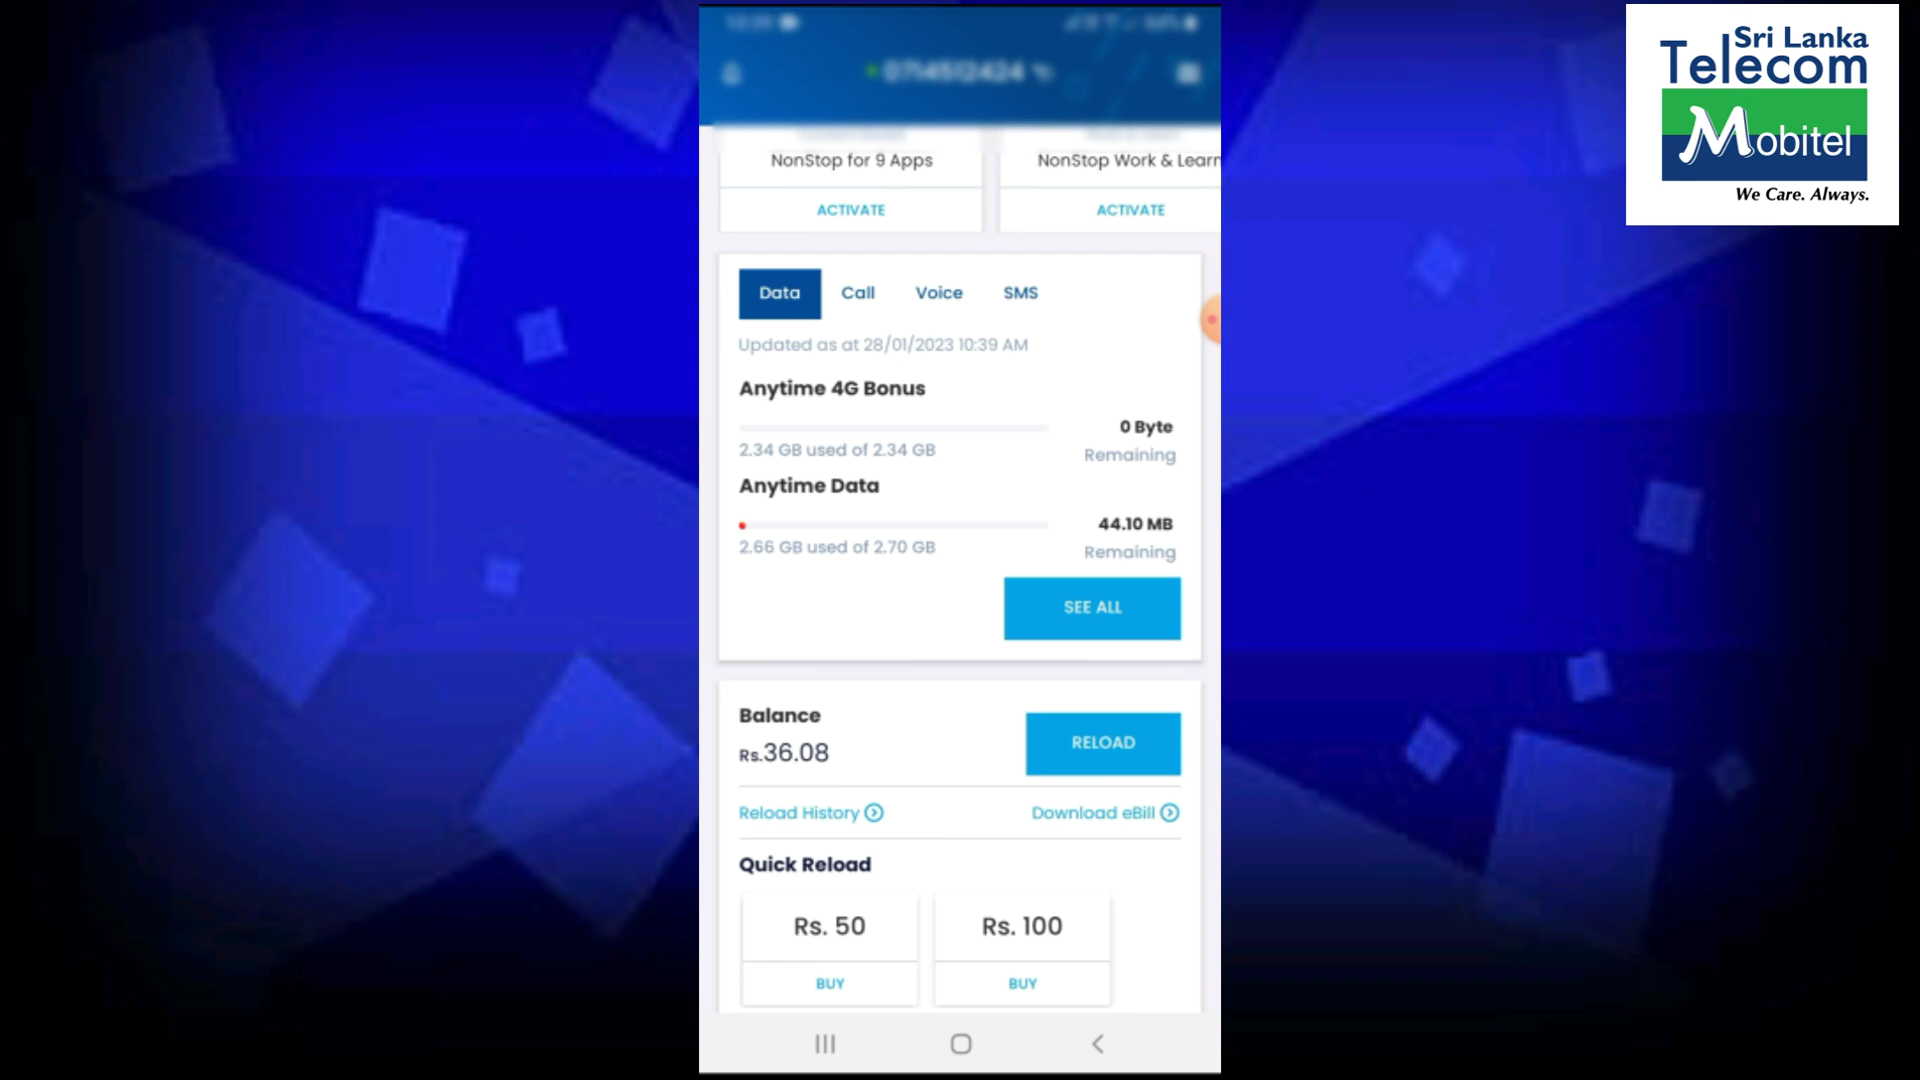 Sri Lanka
Telecom
Mobitel
We Care. Always.
NonStop for 9 Apps
NonStop Work & Learn
ACTIVATE
ACTIVATE
Data
Call
Voice
SMS
Updated as at 28/01/2023 10:39 AM
Anytime 4G Bonus
0 Byte
2.34 GB used of 2.34 GB
Remaining
Anytime Data
44.10 MB
2.66 GB used of 2.70 GB
Remaining
SEE ALL
Balance
Rs.36.08
RELOAD
Reload History
Download eBill
Quick Reload
Rs. 50
Rs. 100
BUY
BUY